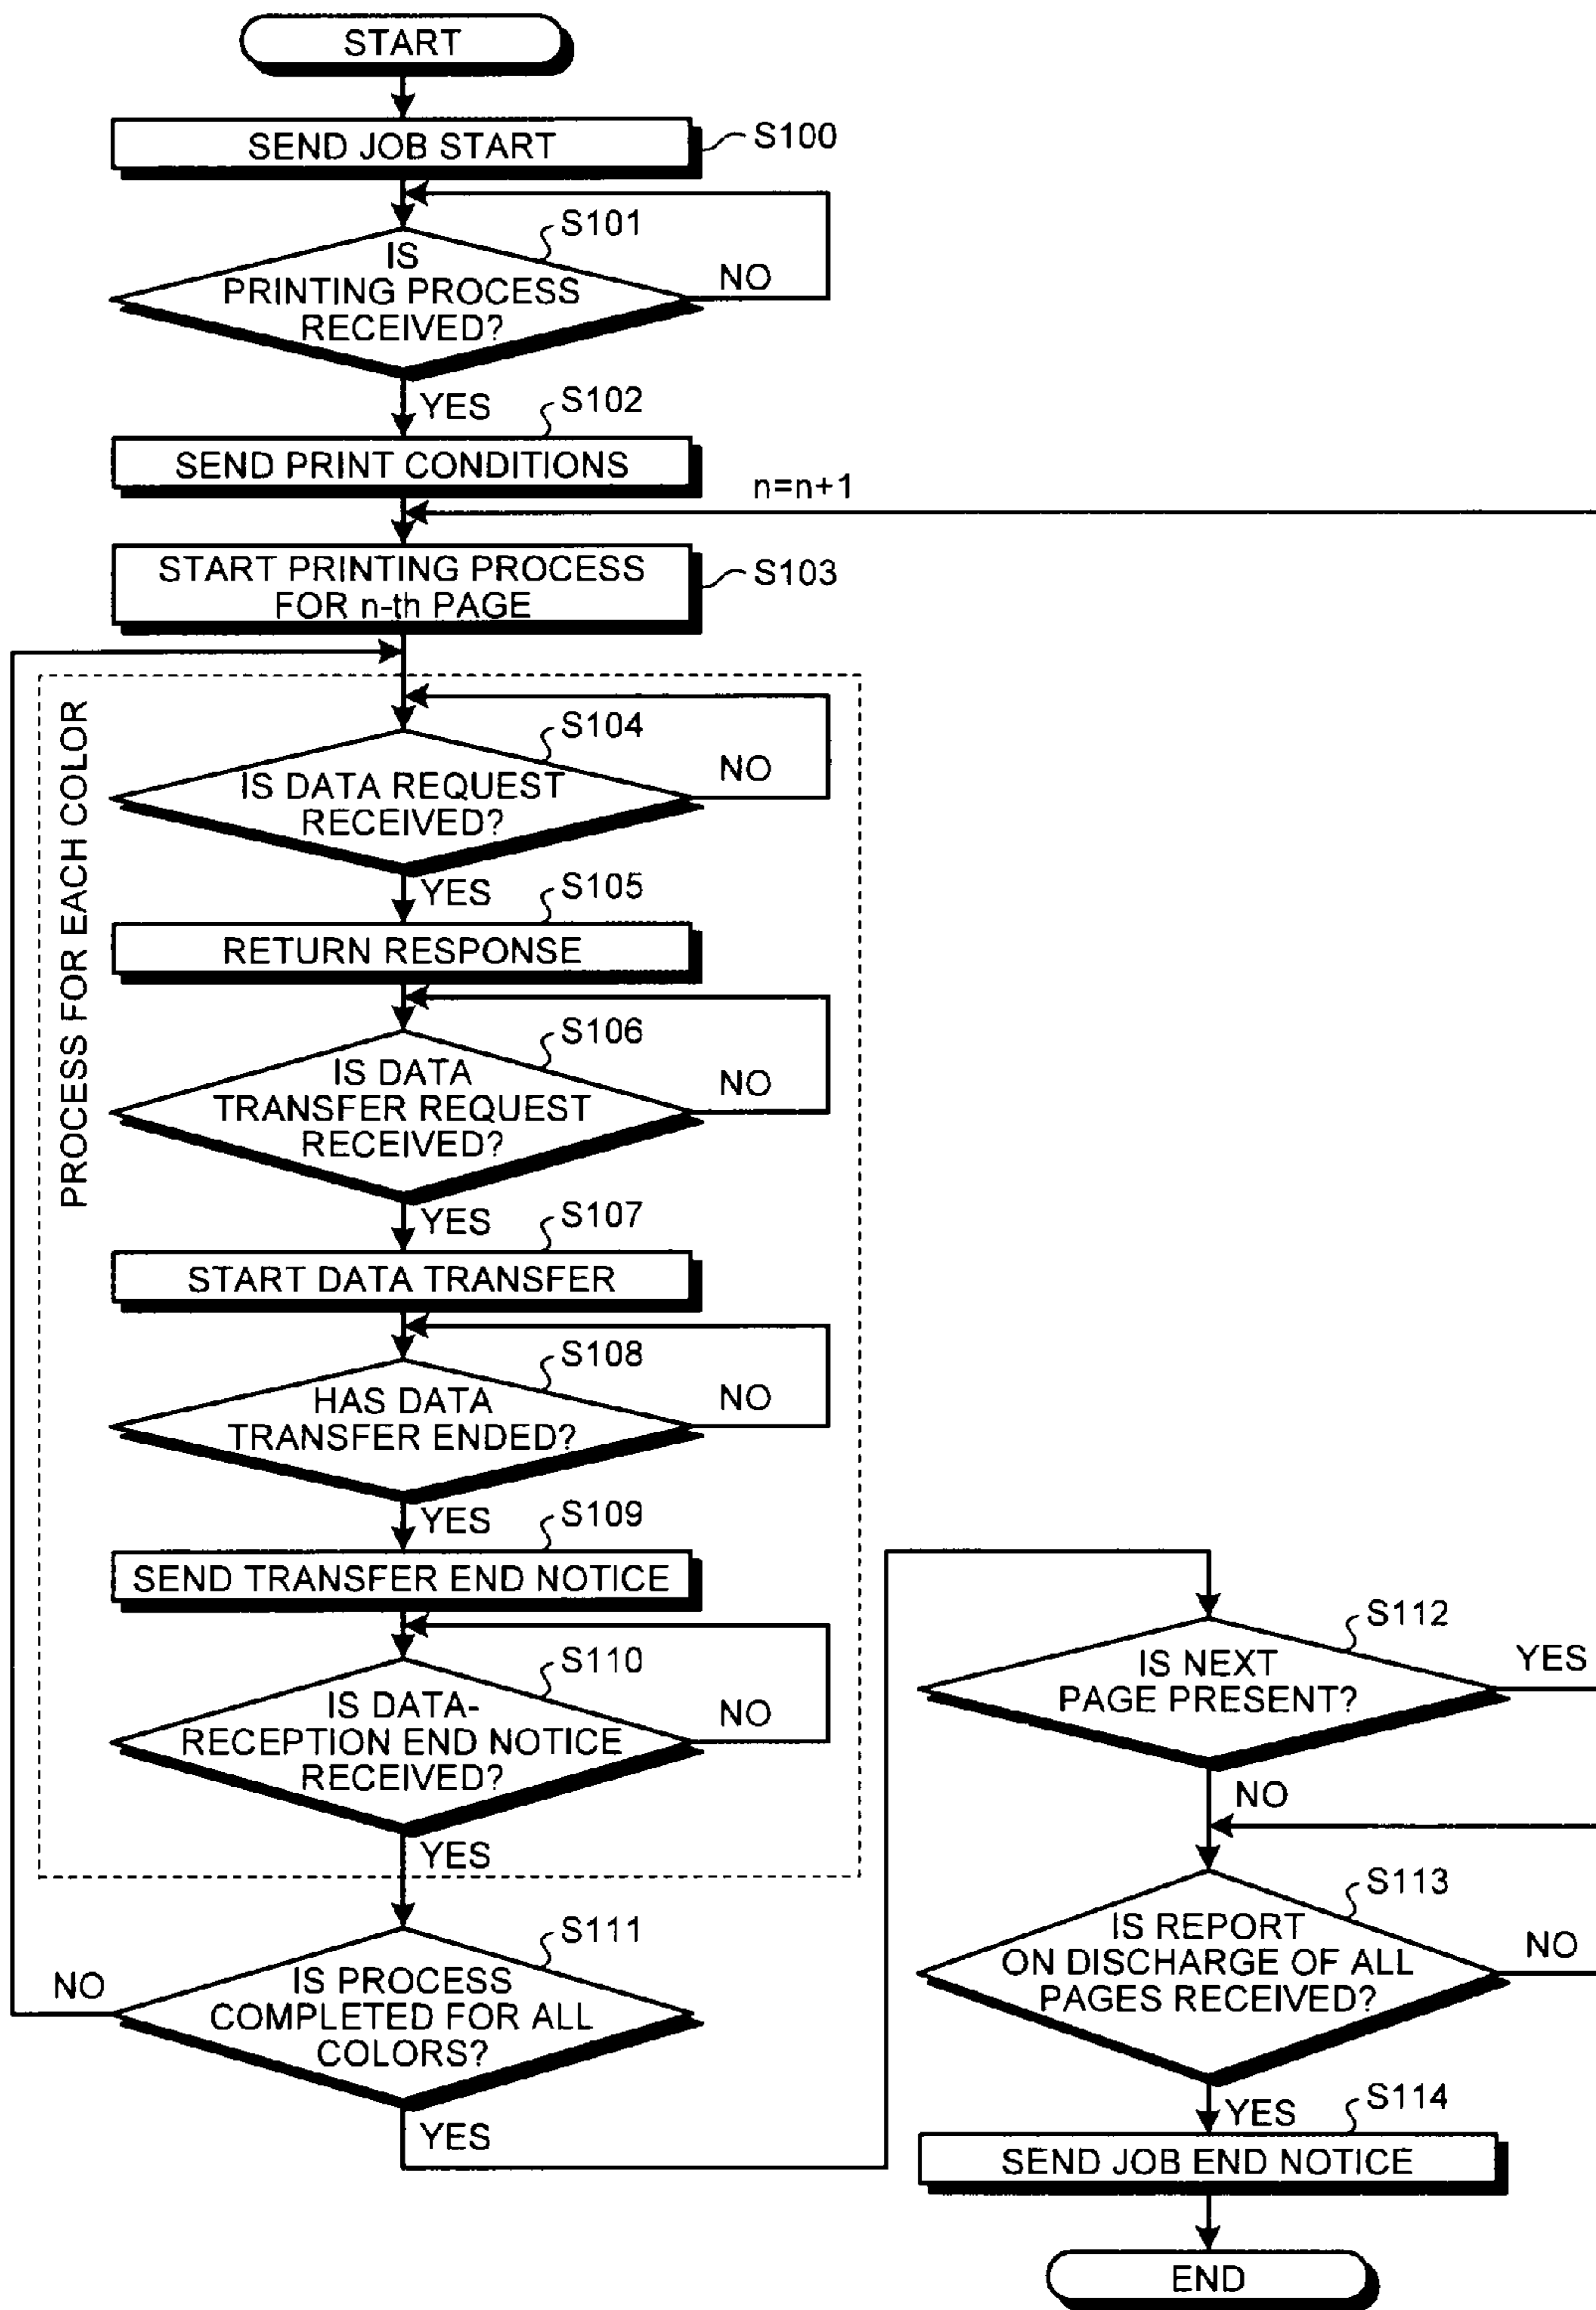 START
SEND JOB START
S100
S101
IS
PRINTING PROCESS
RECEIVED?
NO
YES
S102
SEND PRINT CONDITIONS
n=n+1
START PRINTING PROCESS
FOR n-th PAGE
S103
PROCESS FOR EACH COLOR
S104
IS DATA REQUEST
RECEIVED?
NO
YES
S105
RETURN RESPONSE
S106
IS DATA
TRANSFER REQUEST
RECEIVED?
NO
YES
S107
START DATA TRANSFER
S108
HAS DATA
TRANSFER ENDED?
NO
YES
S109
SEND TRANSFER END NOTICE
S110
IS DATA-
RECEPTION END NOTICE
RECEIVED?
NO
YES
S111
IS PROCESS
COMPLETED FOR ALL
COLORS?
NO
YES
S112
IS NEXT
PAGE PRESENT?
YES
NO
S113
IS REPORT
ON DISCHARGE OF ALL
PAGES RECEIVED?
NO
YES
S114
SEND JOB END NOTICE
END